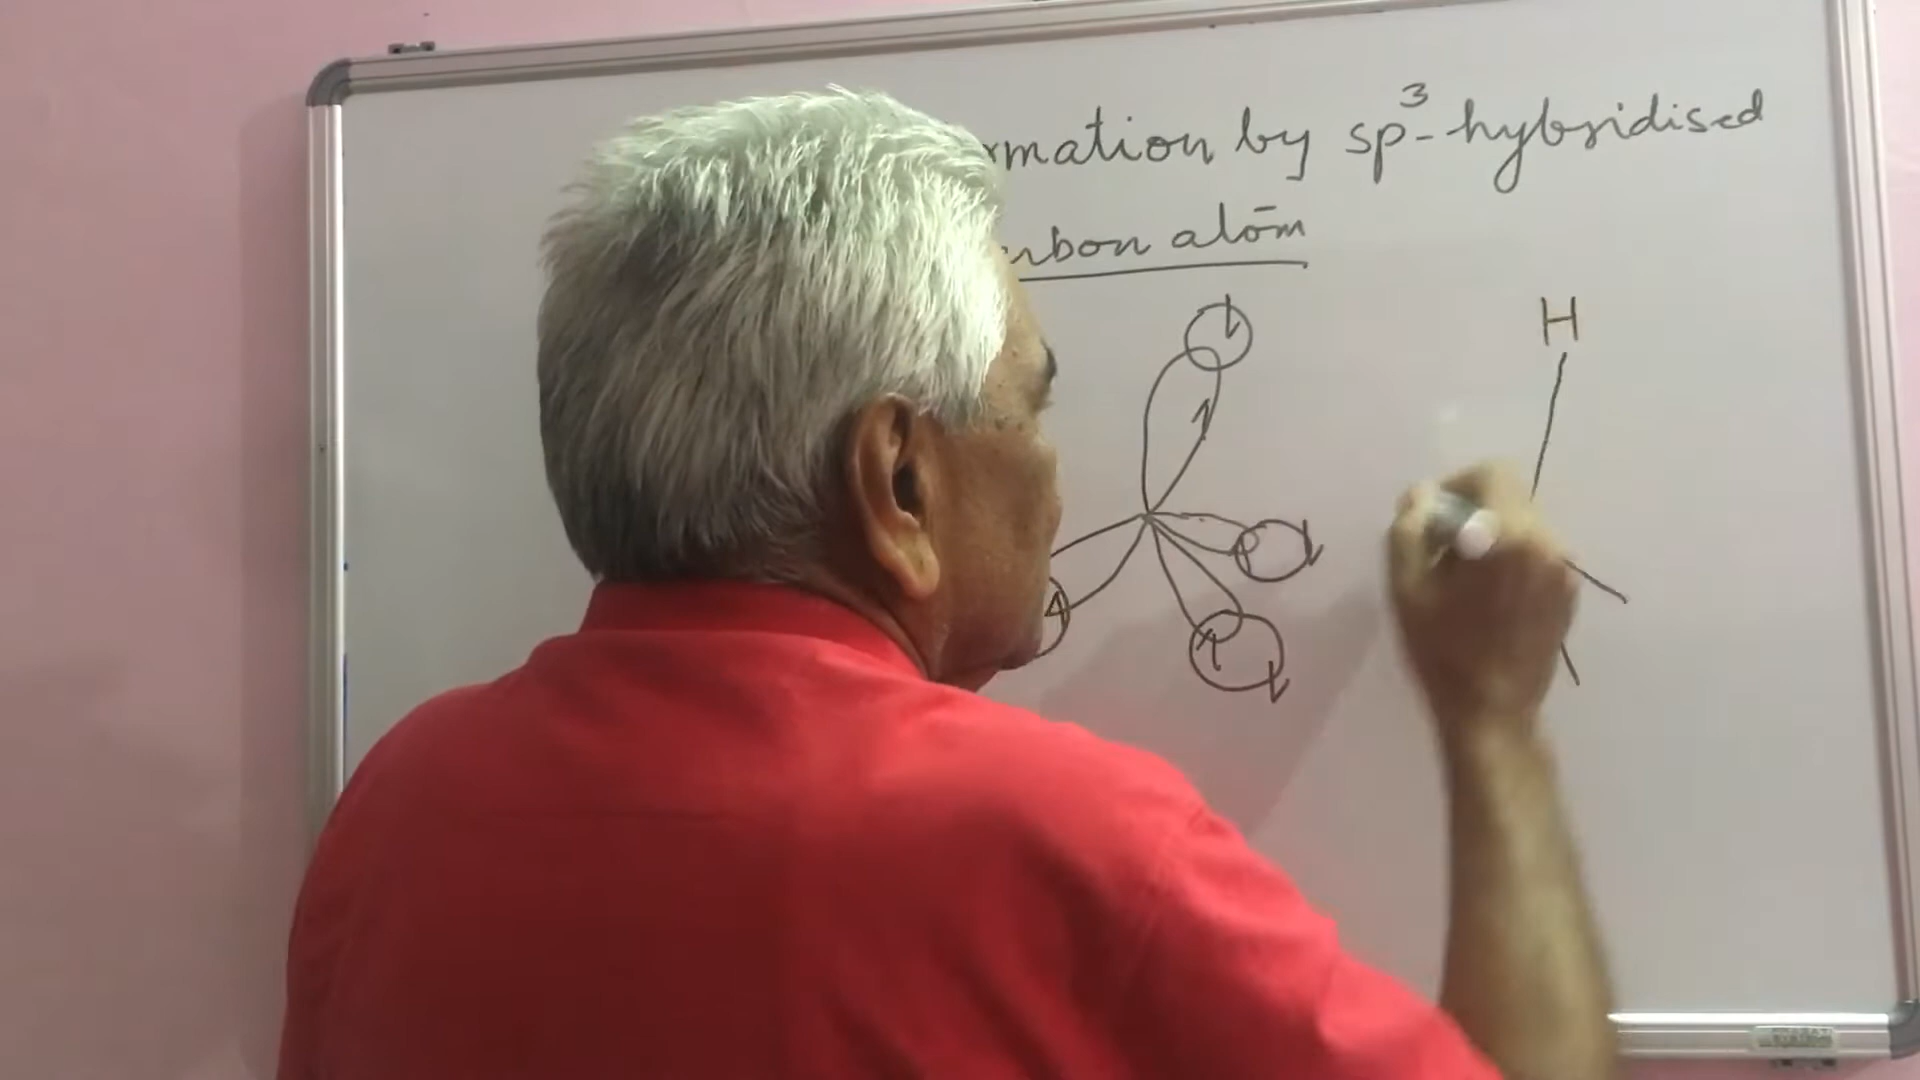 rmation by sp³-hybridised
rbon atom
H